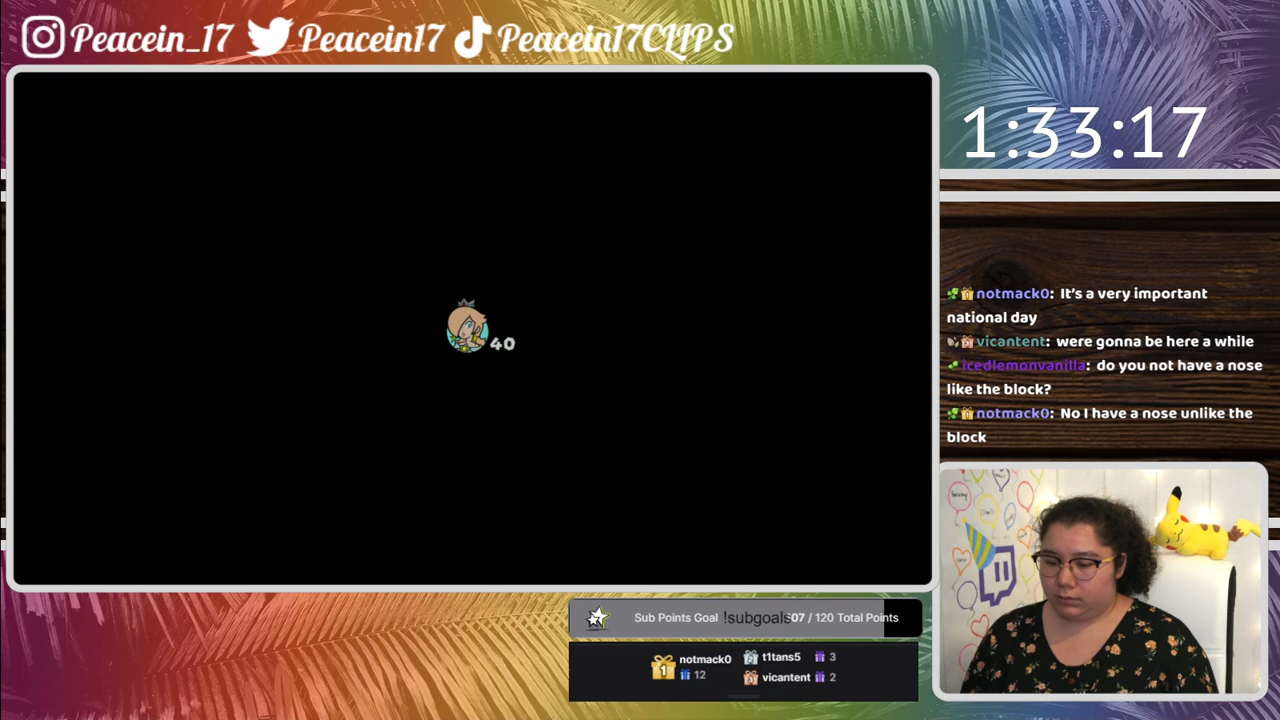 Peacein_17 Peacein17 Peacein17CLIPS
1:33:17
40
notmack0: It's a very important
national day
vicantent: were gonna be here a while
icedlemonvanilla: do you not have a nose
like the block?
notmack0: No I have a nose unlike the
block
Sub Points Goal !subgoals 07 / 120 Total Points
notmack0 t1tans5 3
12 vicantent 2